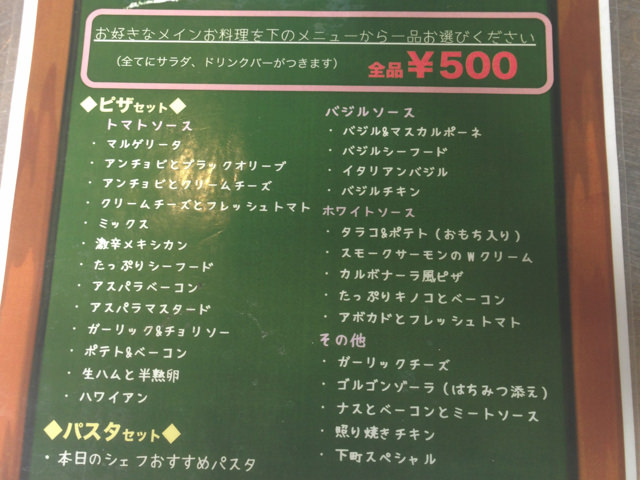 お好きなメインお料理を下のメニューから一品お選びください
（全てにサラダ、ドリンクバーがつきます）
全品￥500
◆ピザセット◆
トマトソース
・マルゲリータ
・アンチョビとブラックオリーブ
・アンチョビとクリームチーズ
・クリームチーズとフレッシュトマト
・ミックス
・激辛メキシカン
・たっぷりシーフード
・アスパラベーコン
・アスパラマスタード
・ガーリック&チョリソー
・ポテト&ベーコン
・生ハムと半熟卵
・ハワイアン
◆パスタセット◆
・本日のシェフおすすめパスタ
バジルソース
・バジル&マスカルポーネ
・バジルシーフード
・イタリアンバジル
・バジルチキン
ホワイトソース
・タラコ&ポテト（おもち入り）
・スモークサーモンのWクリーム
・カルボナーラ風ピザ
・たっぷりキノコとベーコン
・アボカドとフレッシュトマト
その他
・ガーリックチーズ
・ゴルゴンゾーラ（はちみつ添え）
・ナスとベーコンとミートソース
・照り焼きチキン
・下町スペシャル